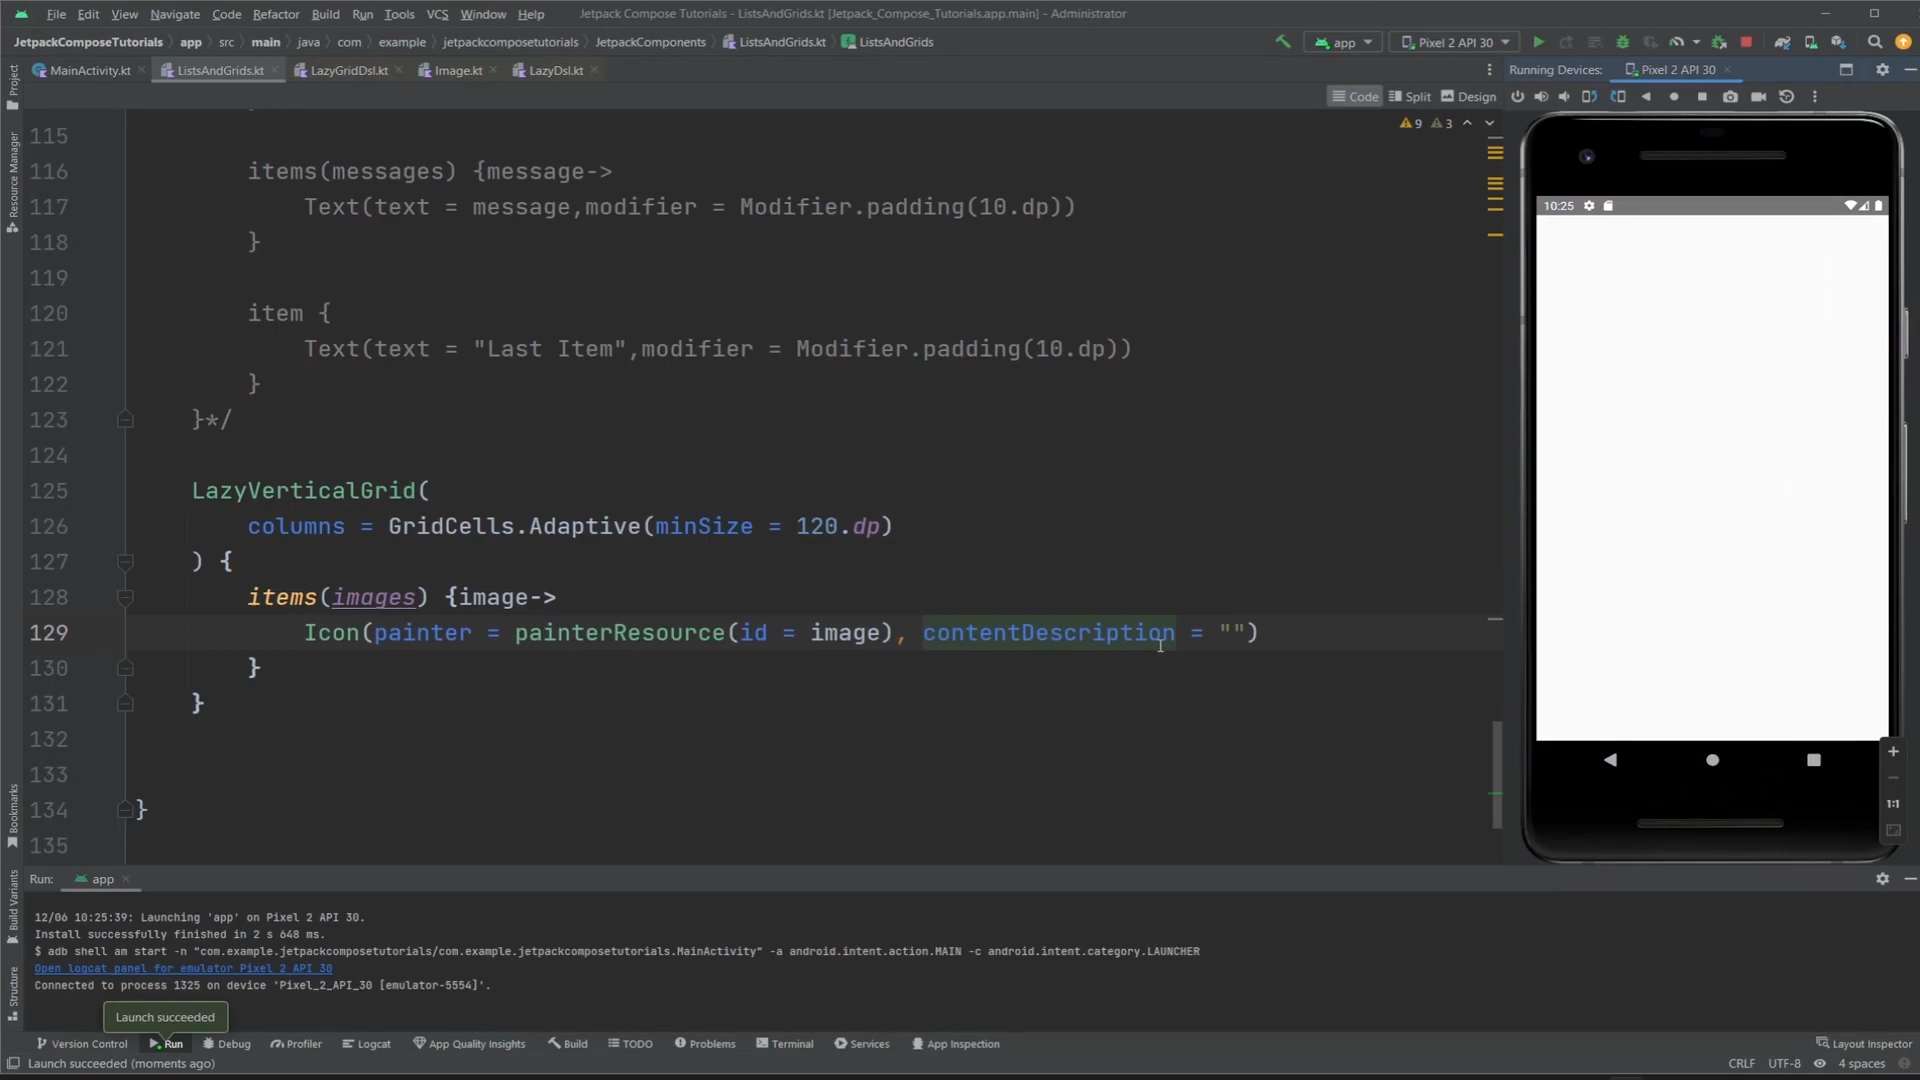 File Edit View Navigate Code Refactor Build Run Tools VCS Window Help Jetpack Compose Tutorials - ListsAndGrids.kt [Jetpack_Compose_Tutorials.app.main] - Administrator
JetpackComposeTutorials app src main java com example jetpackcomposetutorials JetpackComponents ListsAndGrids.kt ListsAndGrids app Pixel 2 API 30
MainActivity.kt ListsAndGrids.kt LazyGridDsl.kt Image.kt LazyDsl.kt Running Devices: Pixel 2 API 30
Code Split Design
9 3
Project
Resource Manager
Bookmarks
Build Variants
Structure
115
116 items(messages) {message->
117 Text(text = message,modifier = Modifier.padding(10.dp))
118 }
119
120 item {
121 Text(text = "Last Item",modifier = Modifier.padding(10.dp))
122 }
123 }*/
124
125 LazyVerticalGrid(
126 columns = GridCells.Adaptive(minSize = 120.dp)
127 ) {
128 items(images) {image->
129 Icon(painter = painterResource(id = image), contentDescription = "")
130 }
131 }
132
133
134 }
135
10:25
1:1
Run: app
12/06 10:25:39: Launching 'app' on Pixel 2 API 30.
Install successfully finished in 2 s 648 ms.
$ adb shell am start -n "com.example.jetpackcomposetutorials/com.example.jetpackcomposetutorials.MainActivity" -a android.intent.action.MAIN -c android.intent.category.LAUNCHER
Open logcat panel for emulator Pixel 2 API 30
Connected to process 1325 on device 'Pixel_2_API_30 [emulator-5554]'.
Launch succeeded
Version Control Run Debug Profiler Logcat App Quality Insights Build TODO Problems Terminal Services App Inspection Layout Inspector
Launch succeeded (moments ago) CRLF UTF-8 4 spaces